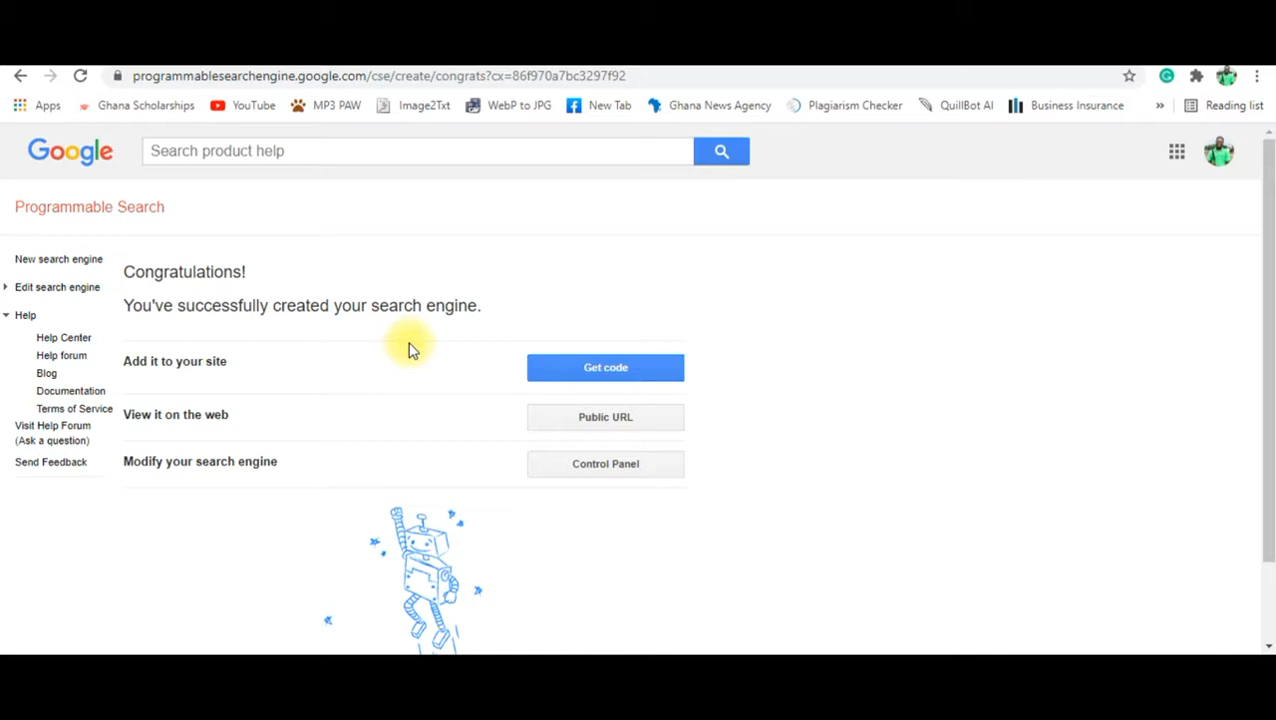 programmablesearchengine.google.com/cse/create/congrats?cx=86f970a7bc3297f92
Apps Ghana Scholarships YouTube MP3 PAW Image2Txt WebP to JPG New Tab Ghana News Agency Plagiarism Checker QuillBot AI Business Insurance » Reading list
Google Search product help
Programmable Search
New search engine
Edit search engine
Help
Help Center
Help forum
Blog
Documentation
Terms of Service
Visit Help Forum
(Ask a question)
Send Feedback
Congratulations!
You've successfully created your search engine.
Add it to your site Get code
View it on the web Public URL
Modify your search engine Control Panel